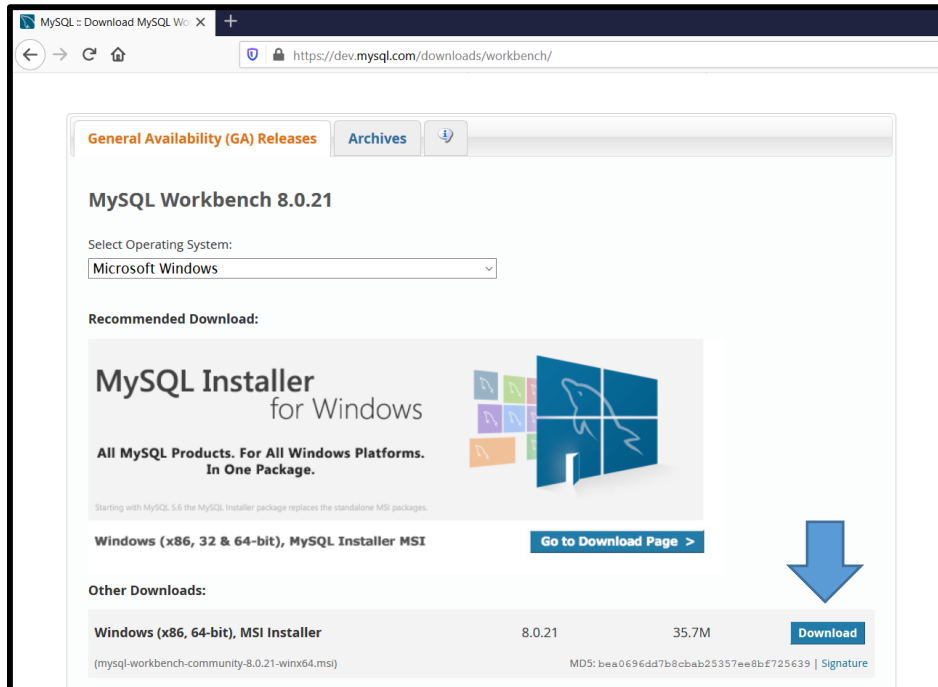 MySQL :: Download MySQL Wo
https://dev.mysql.com/downloads/workbench/
General Availability (GA) Releases
Archives
MySQL Workbench 8.0.21
Select Operating System:
Microsoft Windows
Recommended Download:
MySQL Installer
for Windows
All MySQL Products. For All Windows Platforms.
In One Package.
Starting with MySQL 5.6 the MySQL Installer package replaces the standalone MSI packages.
Windows (x86, 32 & 64-bit), MySQL Installer MSI
Go to Download Page >
Other Downloads:
Windows (x86, 64-bit), MSI Installer 8.0.21 35.7M Download
(mysql-workbench-community-8.0.21-winx64.msi) MD5: bea0696dd7b8cbab25357ee8bf725639 | Signature